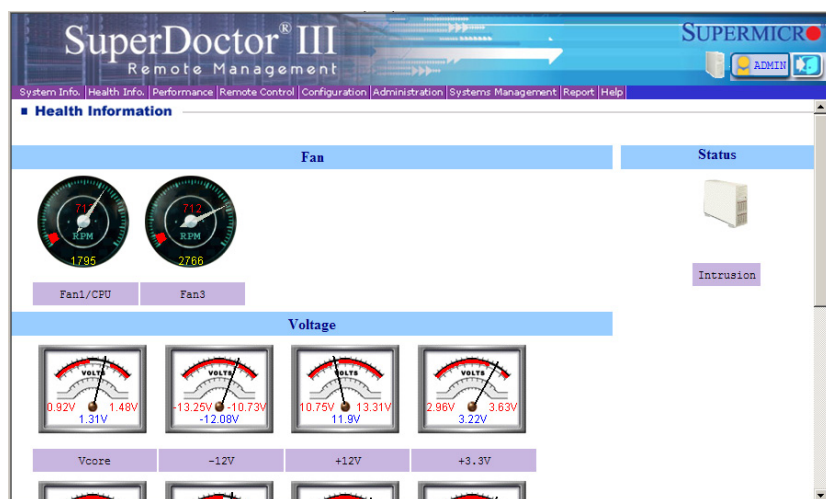 SuperDoctor® III
Remote Management
SUPERMICR
ADMIN
System Info. Health Info. Performance Remote Control Configuration Administration Systems Management Report Help
Health Information
Fan
Status
711
RPM
1795
712
RPM
2766
Fan1/CPU
Fan3
Intrusion
Voltage
VOLTS
0.92V 1.48V
1.31V
VOLTS
-13.25V -10.73V
-12.08V
VOLTS
10.75V 13.31V
11.9V
VOLTS
2.96V 3.63V
3.22V
Vcore
-12V
+12V
+3.3V